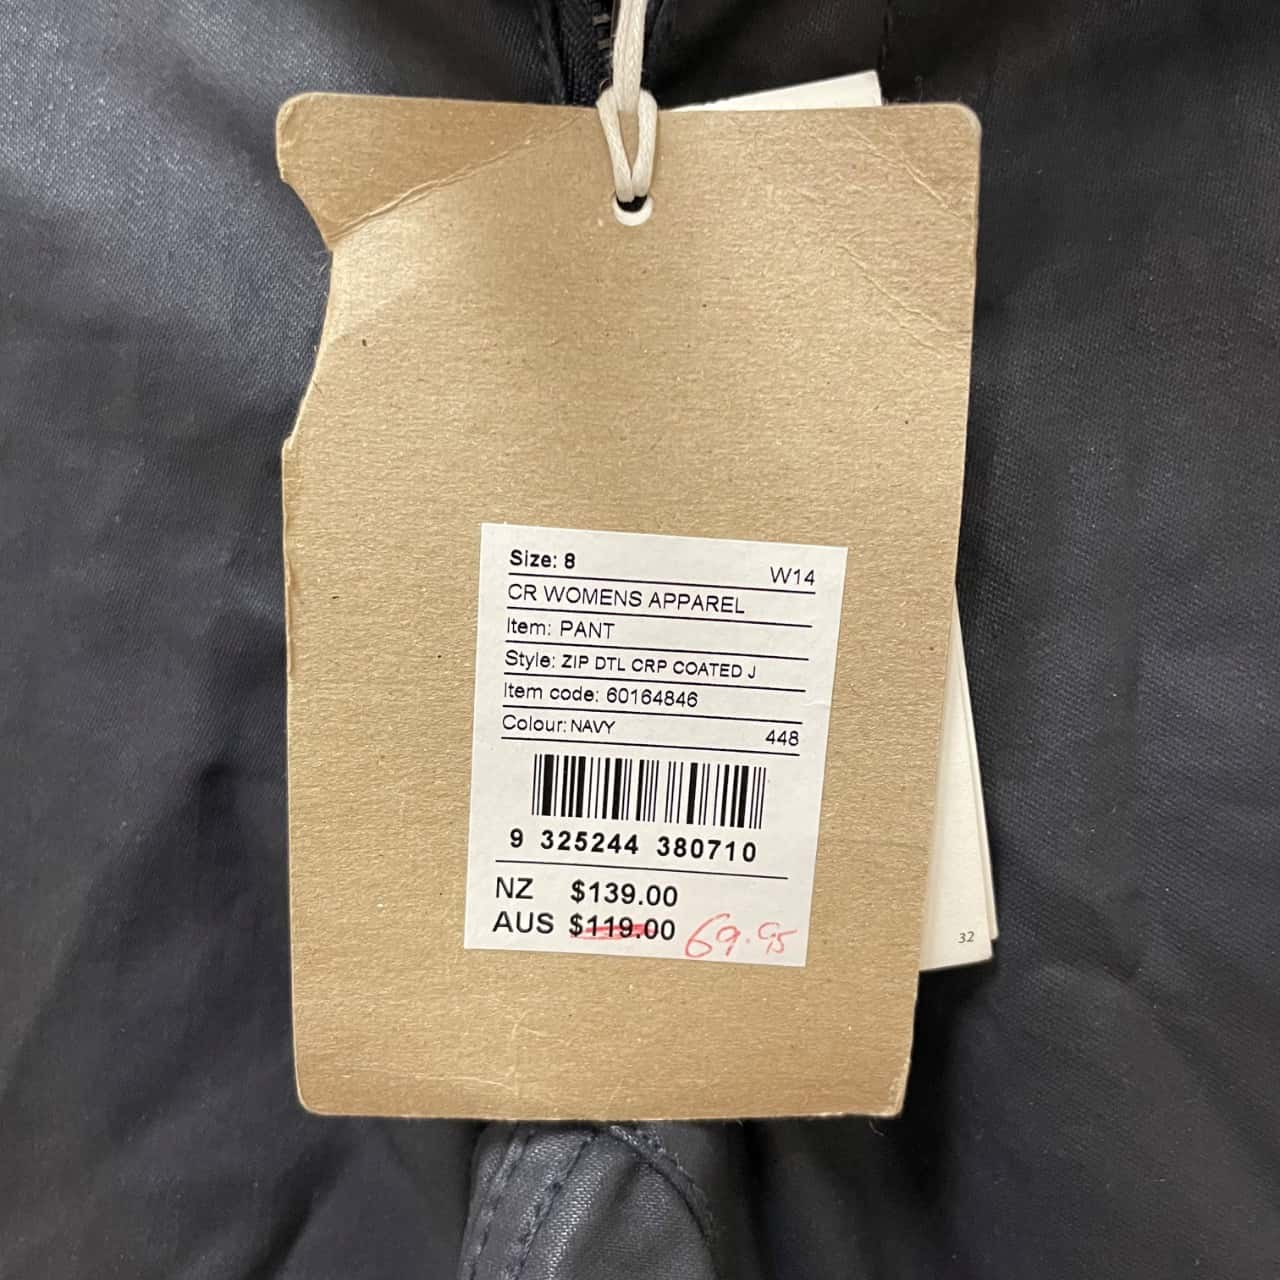 Size: 8 W14
CR WOMENS APPAREL
Item: PANT
Style: ZIP DTL CRP COATED J
Item code: 60164846
Colour: NAVY 448
9 325244 380710
NZ $139.00
AUS $119.00 69.95
32